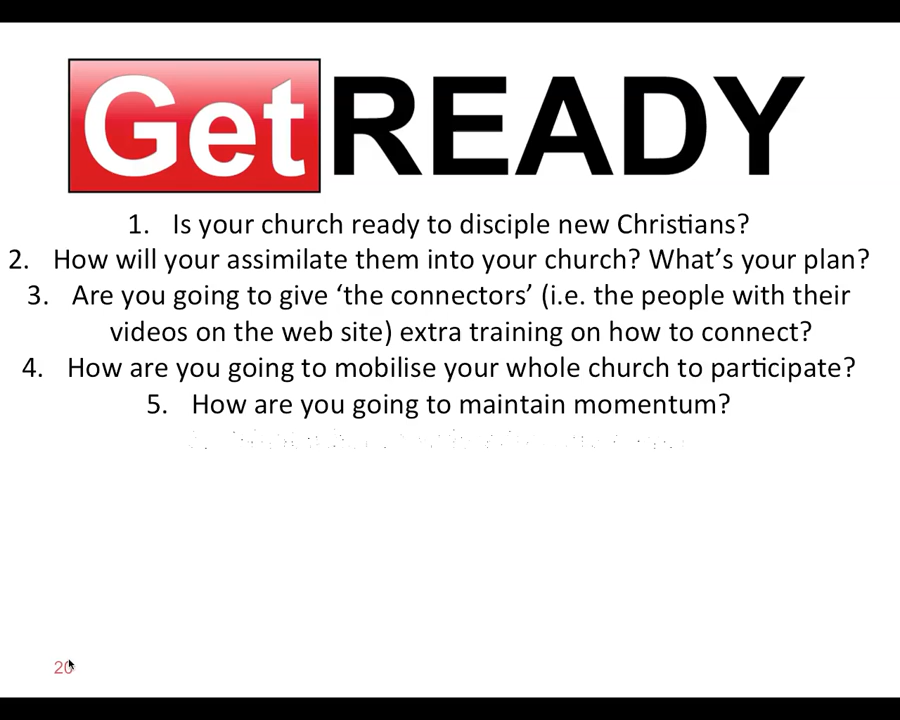 Get READY
1. Is your church ready to disciple new Christians?
2. How will your assimilate them into your church? What’s your plan?
3. Are you going to give ‘the connectors’ (i.e. the people with their
videos on the web site) extra training on how to connect?
4. How are you going to mobilise your whole church to participate?
5. How are you going to maintain momentum?
20